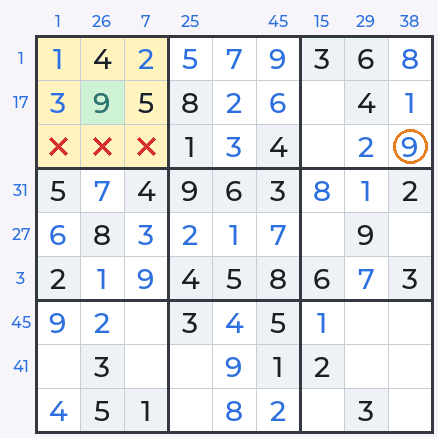 1 26 7 25 45 15 29 38
1 1 4 2 5 7 9 3 6 8
17 3 9 5 8 2 6 4 1
× × × 1 3 4 2 9
31 5 7 4 9 6 3 8 1 2
27 6 8 3 2 1 7 9
3 2 1 9 4 5 8 6 7 3
45 9 2 3 4 5 1
41 3 9 1 2
4 5 1 8 2 3